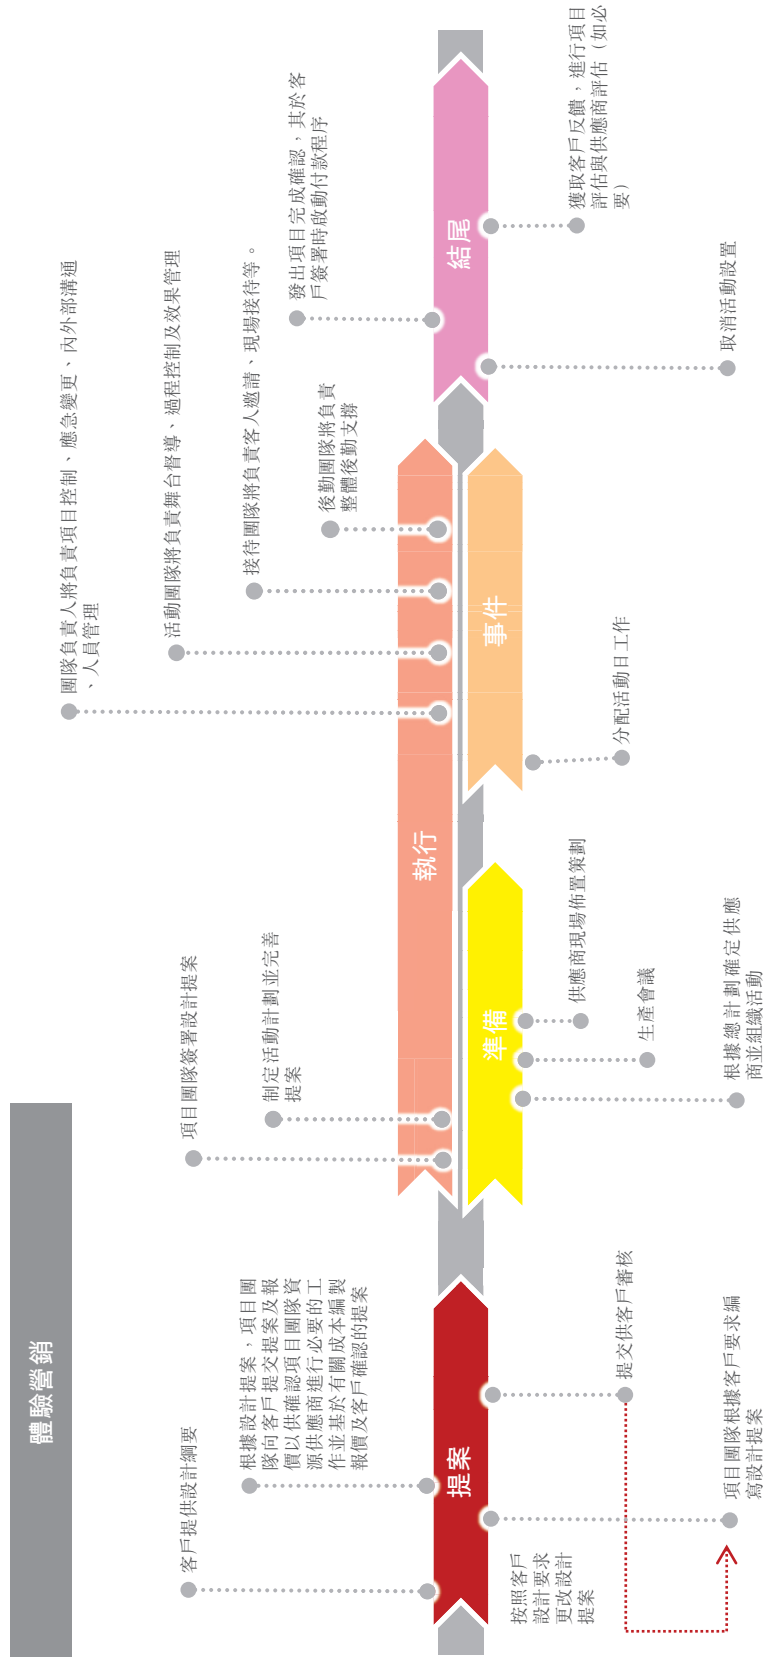 體驗營銷
客戶提供設計綱要
根據設計提案，項目團
隊向客戶提交提案及報
價以供確認項目團隊資
源供應商進行必要的工
作並基於有關成本編製
報價及客戶確認的提案
提案
按照客戶
設計要求
更改設計
提案
提交供客戶審核
項目團隊根據客戶要求編
寫設計提案
項目團隊簽署設計提案
制定活動計劃並完善
提案
執行
準備
供應商現場佈置策劃
生產會議
根據總計劃確定供應
商並組織活動
團隊負責人將負責項目控制、應急變更、內外部溝通
、人員管理
活動團隊將負責舞台督導、過程控制及效果管理
接待團隊將負責客人邀請、現場接待等。
後勤團隊將負責
整體後勤支撐
事件
分配活動日工作
發出項目完成確認，其於客
戶簽署時啟動付款程序
結尾
取消活動設置
獲取客戶反饋，進行項目
評估與供應商評估（如必
要）